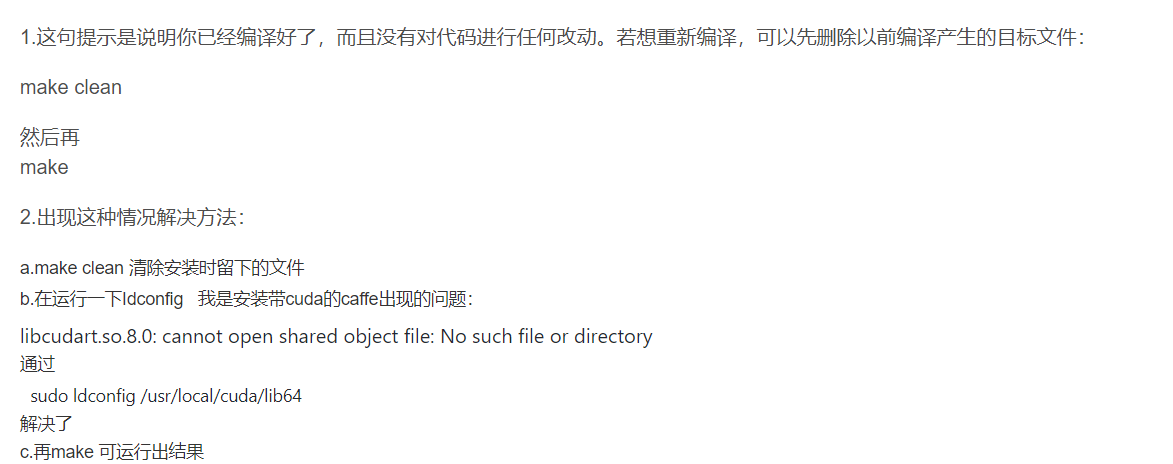 1.这句提示是说明你已经编译好了，而且没有对代码进行任何改动。若想重新编译，可以先删除以前编译产生的目标文件：
make clean
然后再
make
2.出现这种情况解决方法：
a.make clean 清除安装时留下的文件
b.在运行一下ldconfig   我是安装带cuda的caffe出现的问题：
libcudart.so.8.0: cannot open shared object file: No such file or directory
通过
sudo ldconfig /usr/local/cuda/lib64
解决了
c.再make 可运行出结果